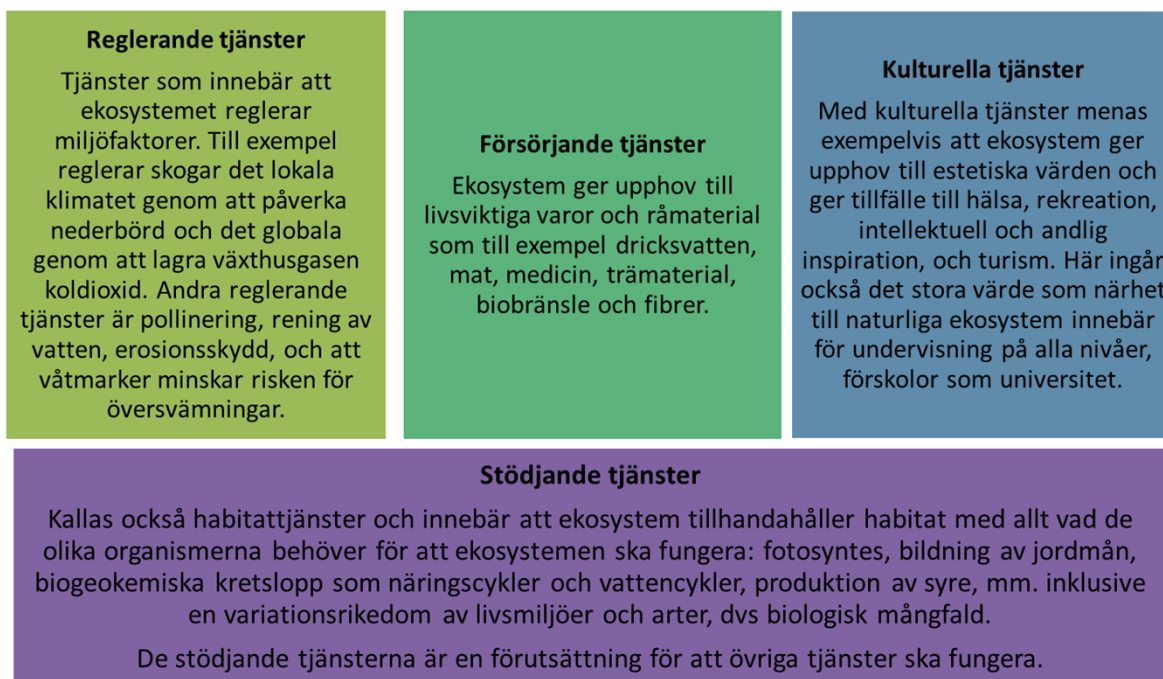 Reglerande tjänster
Tjänster som innebär att
ekosystemet reglerar
miljöfaktorer. Till exempel
reglerar skogar det lokala
klimatet genom att påverka
nederbörd och det globala
genom att lagra växthusgasen
koldioxid. Andra reglerande
tjänster är pollinering, rening av
vatten, erosionsskydd, och att
våtmarker minskar risken för
översvämningar.
Försörjande tjänster
Ekosystem ger upphov till
livsviktiga varor och råmaterial
som till exempel dricksvatten,
mat, medicin, trämaterial,
biobränsle och fibrer.
Kulturella tjänster
Med kulturella tjänster menas
exempelvis att ekosystem ger
upphov till estetiska värden och
ger tillfälle till hälsa, rekreation,
intellektuell och andlig
inspiration, och turism. Här ingår
också det stora värde som närhet
till naturliga ekosystem innebär
för undervisning på alla nivåer,
förskolor som universitet.
Stödjande tjänster
Kallas också habitattjänster och innebär att ekosystem tillhandahåller habitat med allt vad de
olika organismerna behöver för att ekosystemen ska fungera: fotosyntes, bildning av jordmån,
biogeokemiska kretslopp som näringscykler och vattencykler, produktion av syre, mm. inklusive
en variationsrikedom av livsmiljöer och arter, dvs biologisk mångfald.
De stödjande tjänsterna är en förutsättning för att övriga tjänster ska fungera.